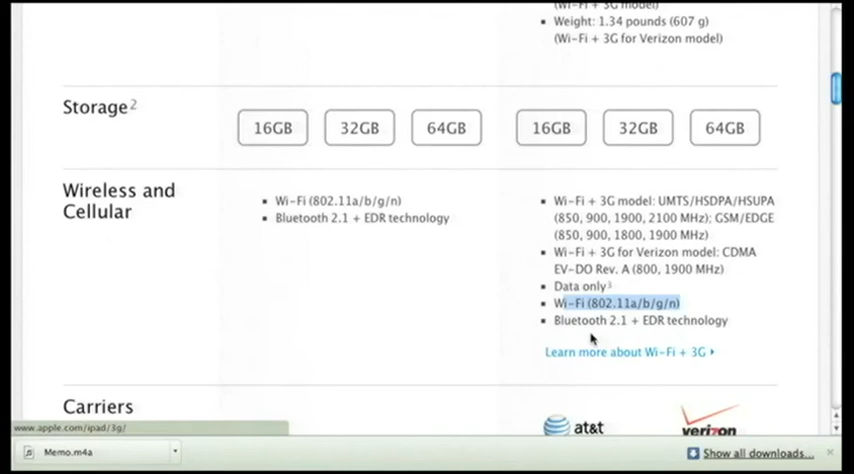 (Wi-Fi + 3G model)
▪ Weight: 1.34 pounds (607 g)
(Wi-Fi + 3G for Verizon model)
Storage²
16GB 32GB 64GB 16GB 32GB 64GB
Wireless and
Cellular
▪ Wi-Fi (802.11a/b/g/n)
▪ Bluetooth 2.1 + EDR technology
▪ Wi-Fi + 3G model: UMTS/HSDPA/HSUPA
(850, 900, 1900, 2100 MHz); GSM/EDGE
(850, 900, 1800, 1900 MHz)
▪ Wi-Fi + 3G for Verizon model: CDMA
EV-DO Rev. A (800, 1900 MHz)
▪ Data only³
▪ Wi-Fi (802.11a/b/g/n)
▪ Bluetooth 2.1 + EDR technology
Learn more about Wi-Fi + 3G
Carriers
at&t verizon
www.apple.com/ipad/3g/
Memo.m4a
Show all downloads...